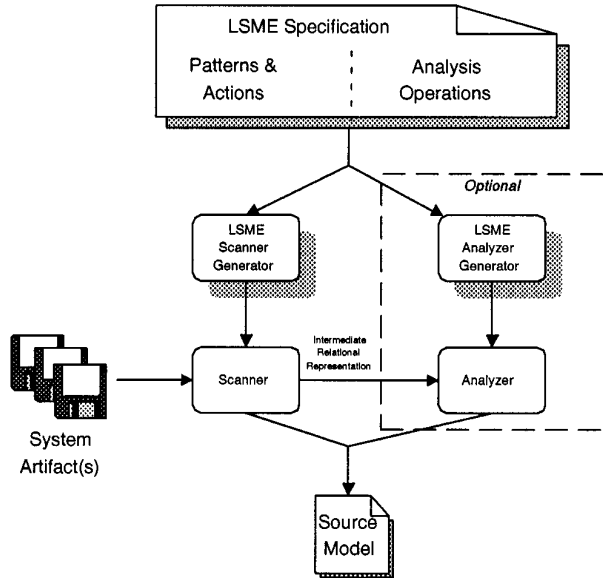 LSME Specification
Patterns &
Actions
Analysis
Operations
Optional
LSME
Scanner
Generator
LSME
Analyzer
Generator
Intermediate
Relational
Representation
Scanner
Analyzer
System
Artifact(s)
Source
Model